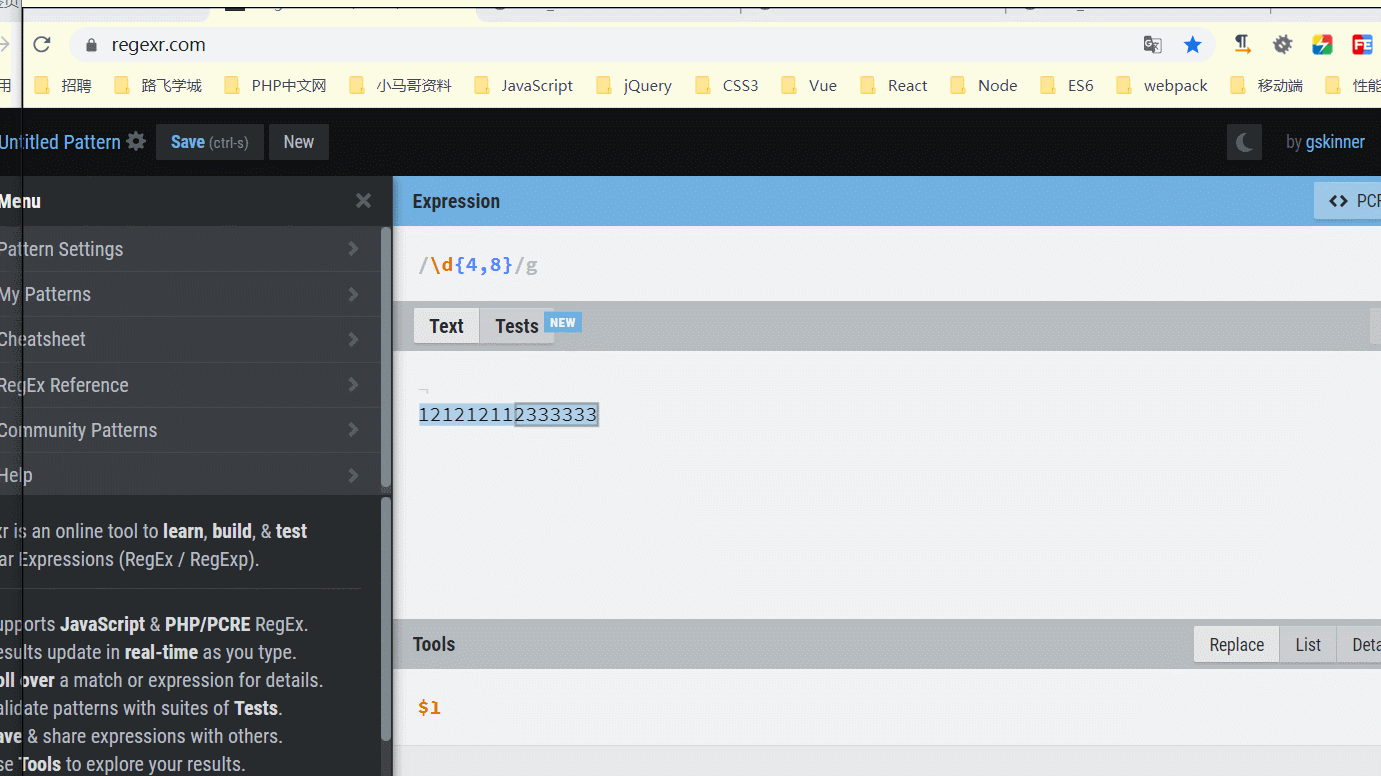 regexr.com
招聘 路飞学城 PHP中文网 小马哥资料 JavaScript jQuery CSS3 Vue React Node ES6 webpack 移动端 性能
Untitled Pattern Save (ctrl-s) New by gskinner
Menu
Expression
<> PCR
Pattern Settings
/\d{4,8}/g
My Patterns
Text Tests NEW
Cheatsheet
RegEx Reference
121212112333333
Community Patterns
Help
r is an online tool to learn, build, & test
ar Expressions (RegEx / RegExp).
upports JavaScript & PHP/PCRE RegEx.
Tools Replace List Deta
esults update in real-time as you type.
oll over a match or expression for details.
alidate patterns with suites of Tests.
$1
ave & share expressions with others.
se Tools to explore your results.